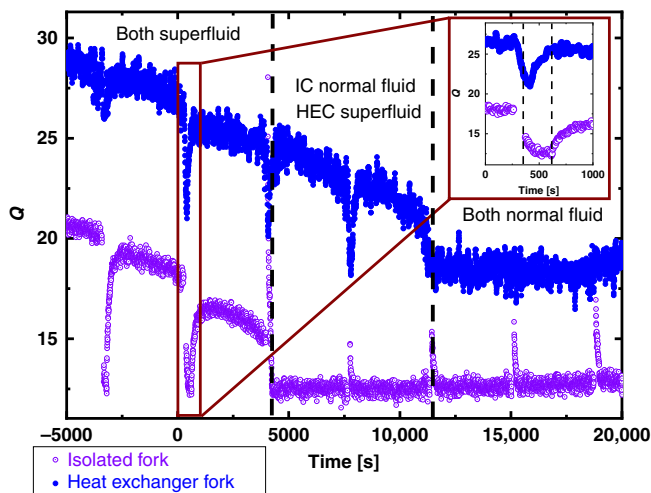 30
25
20
15
Q
Both superfluid
IC normal fluid
HEC superfluid
Both normal fluid
25
20
15
Q
0
500
1000
Time [s]
−5000
0
5000
10,000
15,000
20,000
Time [s]
Isolated fork
Heat exchanger fork